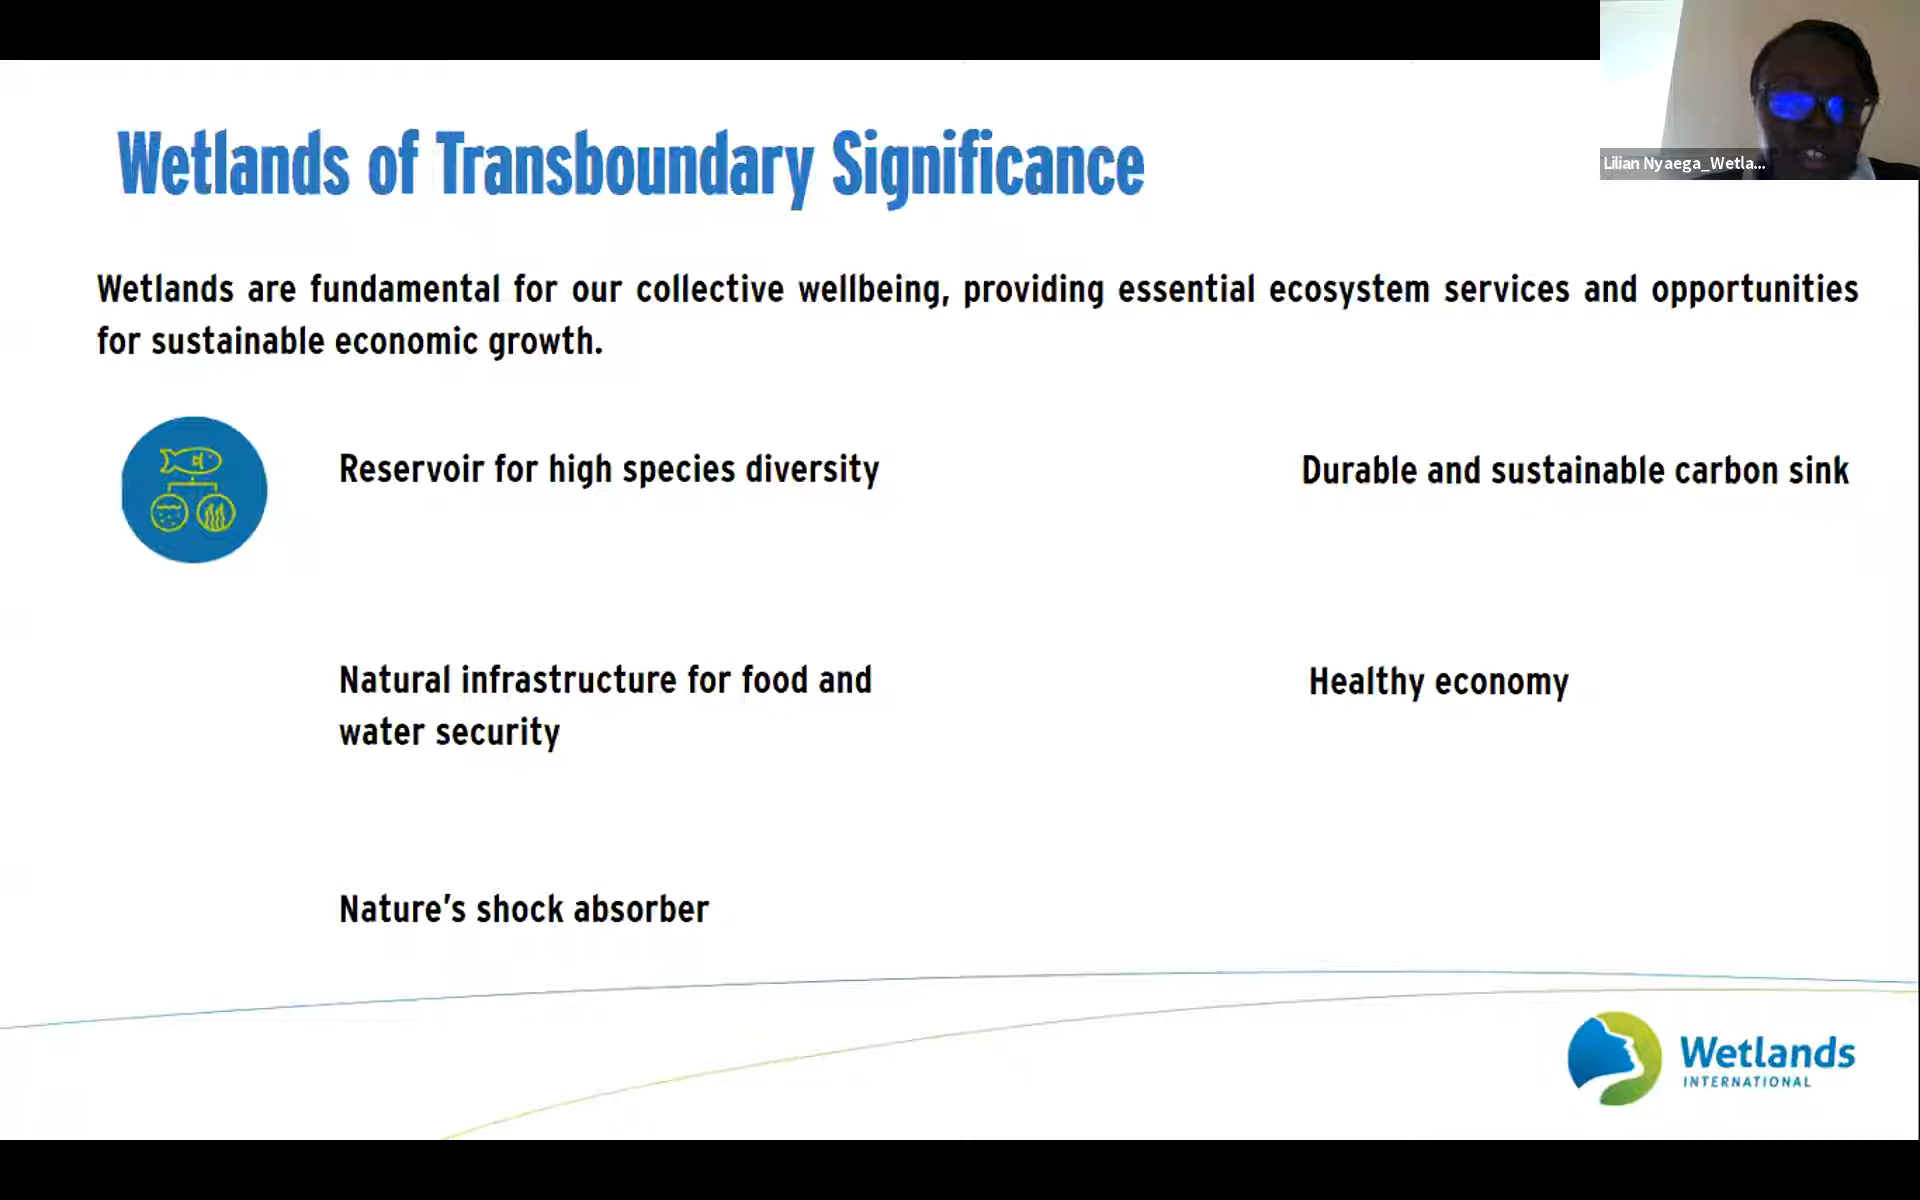 Lilian Nyaega_Wetla...
Wetlands of Transboundary Significance
Wetlands are fundamental for our collective wellbeing, providing essential ecosystem services and opportunities
for sustainable economic growth.
Reservoir for high species diversity
Durable and sustainable carbon sink
Natural infrastructure for food and
water security
Healthy economy
Nature's shock absorber
Wetlands
INTERNATIONAL